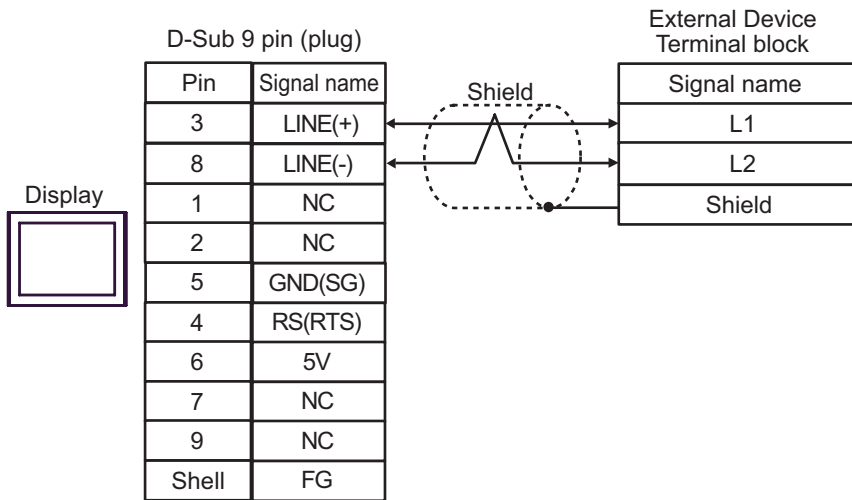 D-Sub 9 pin (plug)
External Device
Terminal block
Pin Signal name
Shield
Signal name
3 LINE(+)
L1
8 LINE(-)
L2
Display
1 NC
Shield
2 NC
5 GND(SG)
4 RS(RTS)
6 5V
7 NC
9 NC
Shell FG